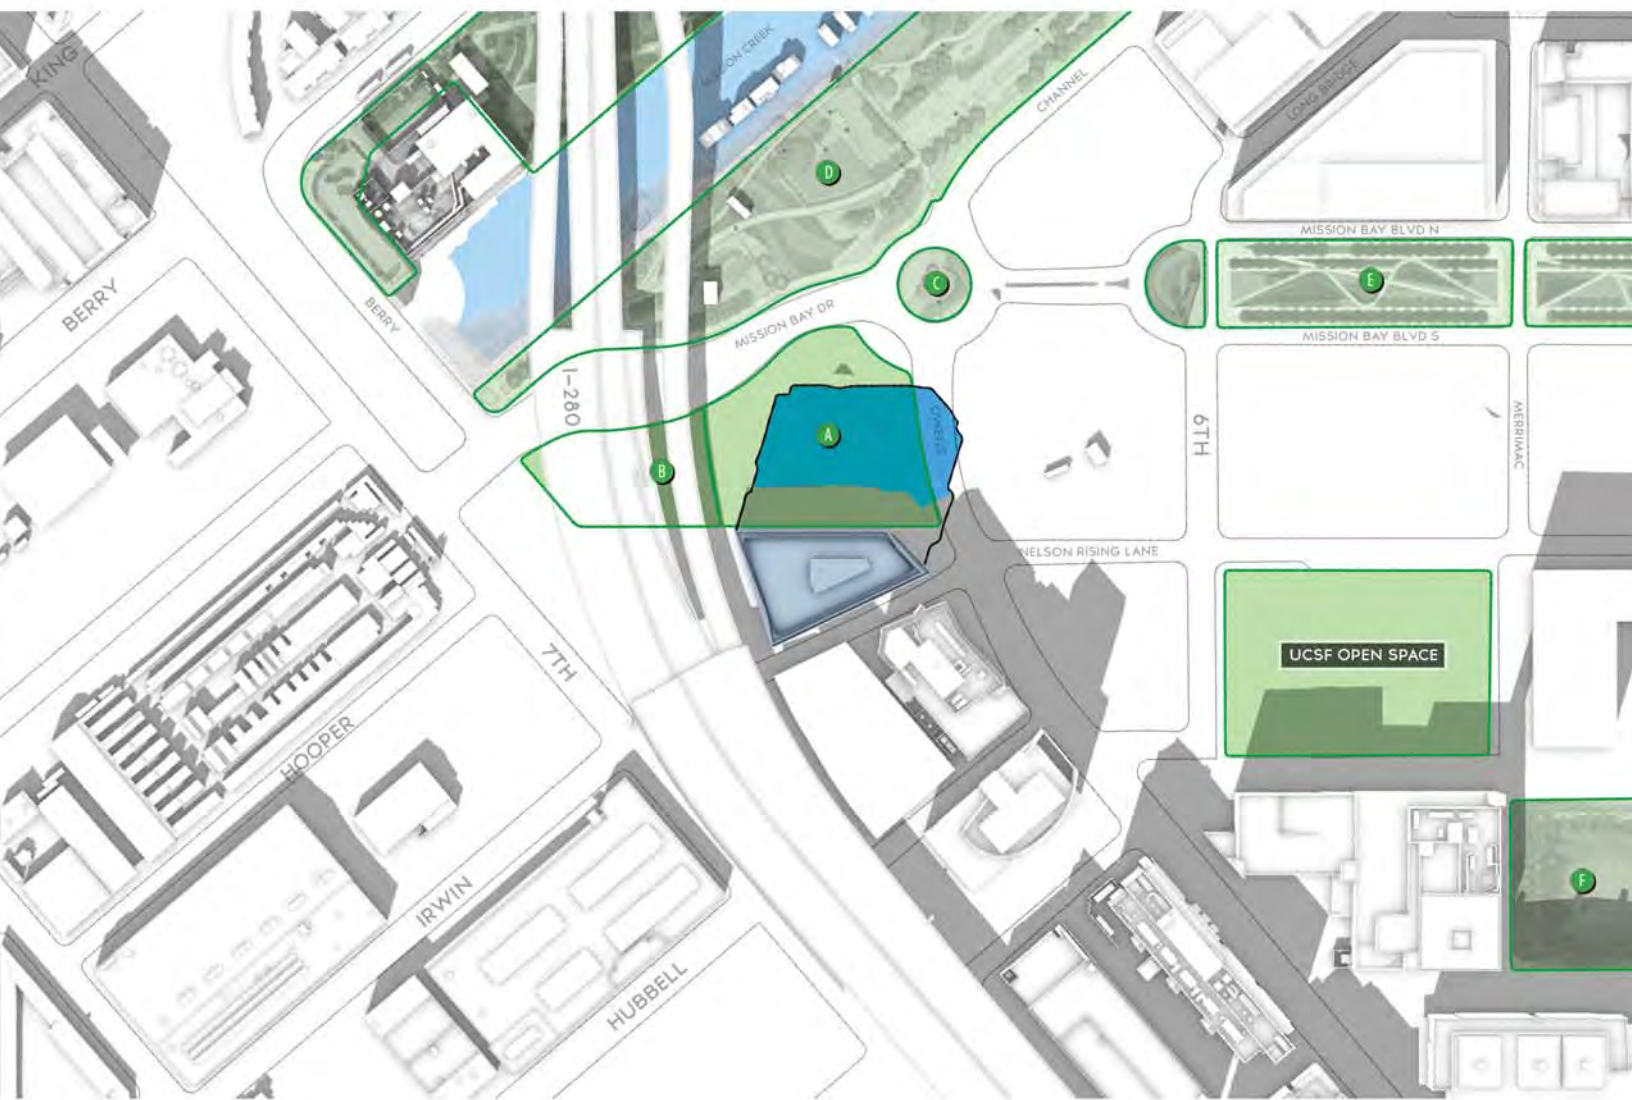 KING
MISSION CREEK
CHANNEL
LONG BRIDGE
D
MISSION BAY BLVD N
C
E
BERRY
BERRY
MISSION BAY DR
MISSION BAY BLVD S
I-280
A
OWENS
6TH
MERRIMAC
B
NELSON RISING LANE
UCSF OPEN SPACE
7TH
HOOPER
F
IRWIN
HUBBELL